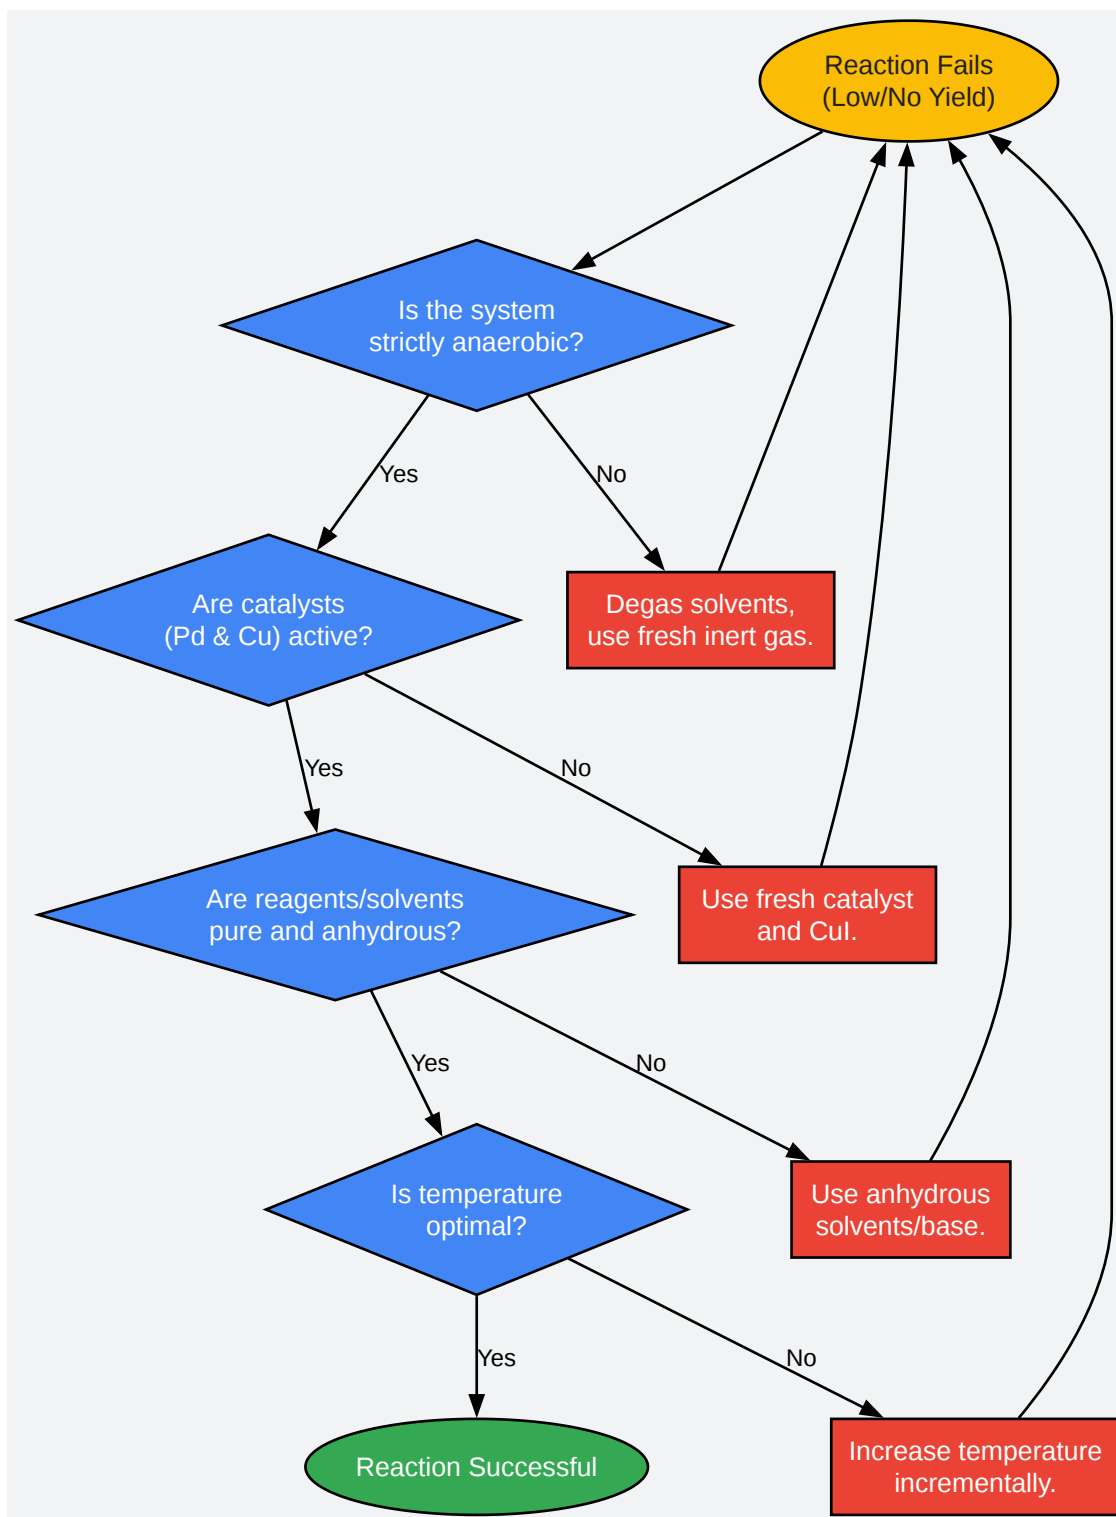 Reaction Fails
(Low/No Yield)
Is the system
strictly anaerobic?
Yes
No
Are catalysts
(Pd & Cu) active?
Degas solvents,
use fresh inert gas.
Yes
No
Are reagents/solvents
pure and anhydrous?
Use fresh catalyst
and CuI.
Yes
No
Is temperature
optimal?
Use anhydrous
solvents/base.
Yes
No
Reaction Successful
Increase temperature
incrementally.